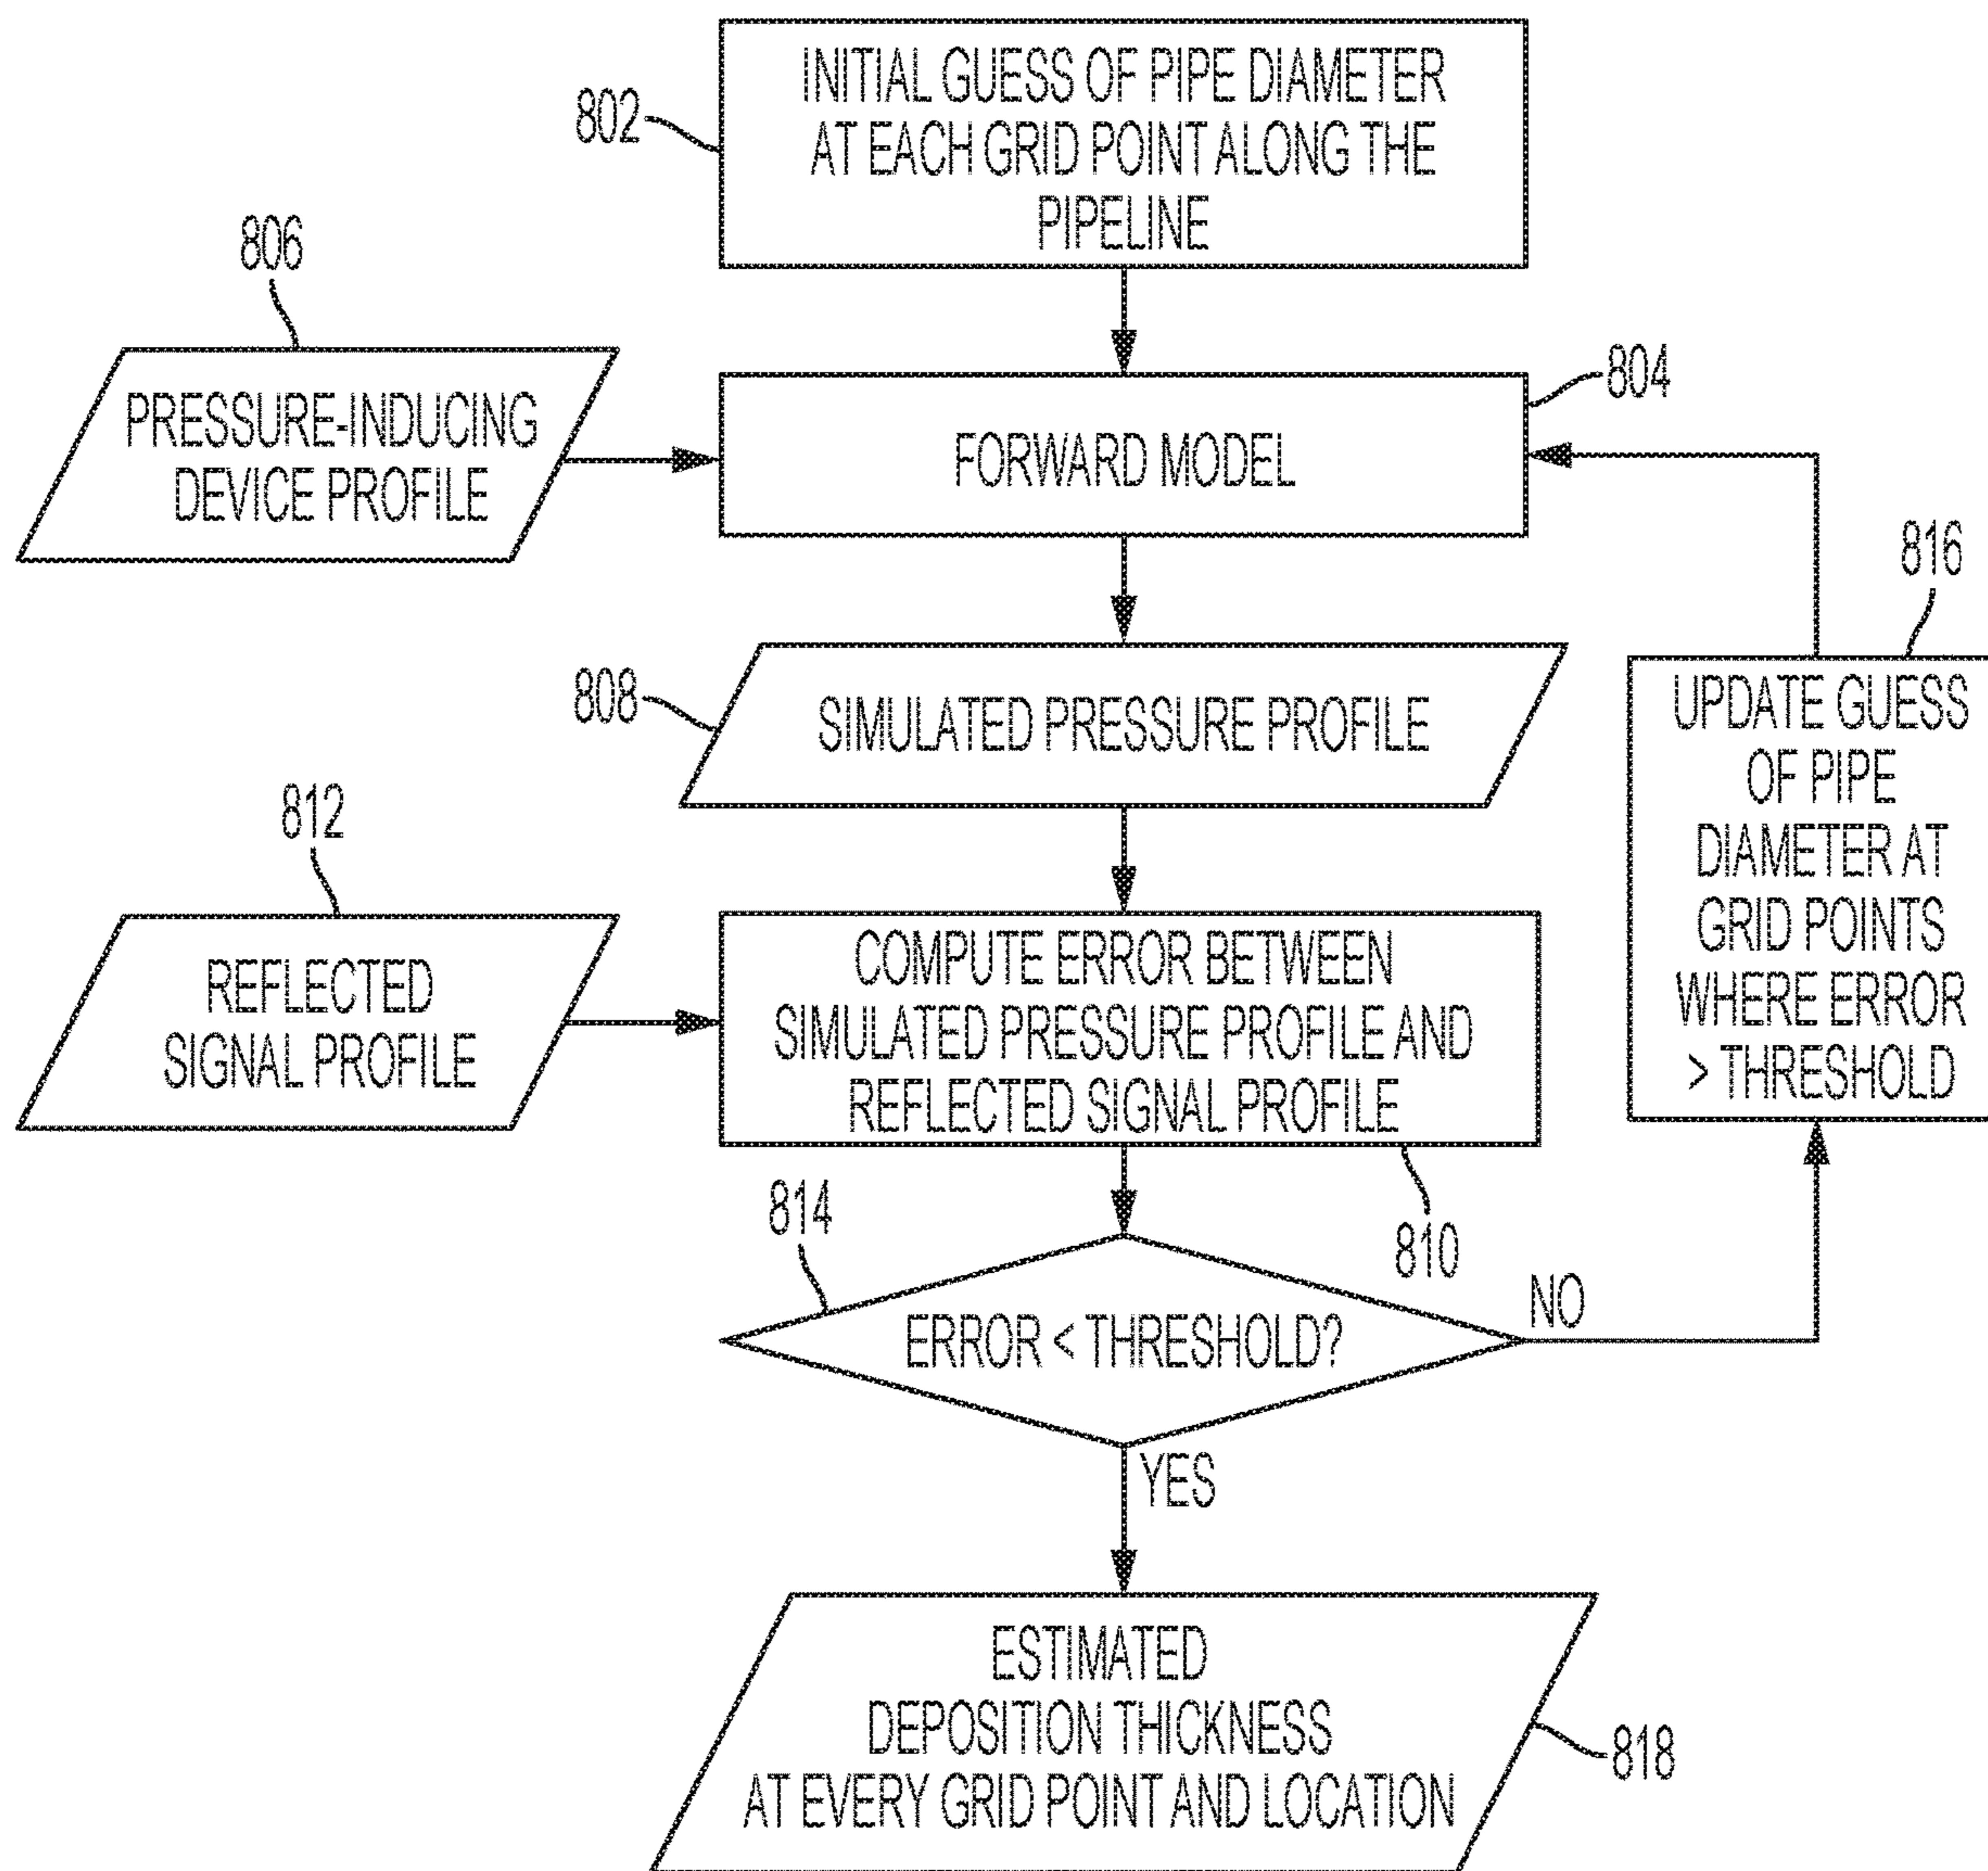 802
INITIAL GUESS OF PIPE DIAMETER
AT EACH GRID POINT ALONG THE
PIPELINE
806
PRESSURE-INDUCING
DEVICE PROFILE
804
FORWARD MODEL
816
UPDATE GUESS
OF PIPE
DIAMETER AT
GRID POINTS
WHERE ERROR
> THRESHOLD
808
SIMULATED PRESSURE PROFILE
812
REFLECTED
SIGNAL PROFILE
COMPUTE ERROR BETWEEN
SIMULATED PRESSURE PROFILE AND
REFLECTED SIGNAL PROFILE
810
814
ERROR < THRESHOLD?
NO
YES
ESTIMATED
DEPOSITION THICKNESS
AT EVERY GRID POINT AND LOCATION
818